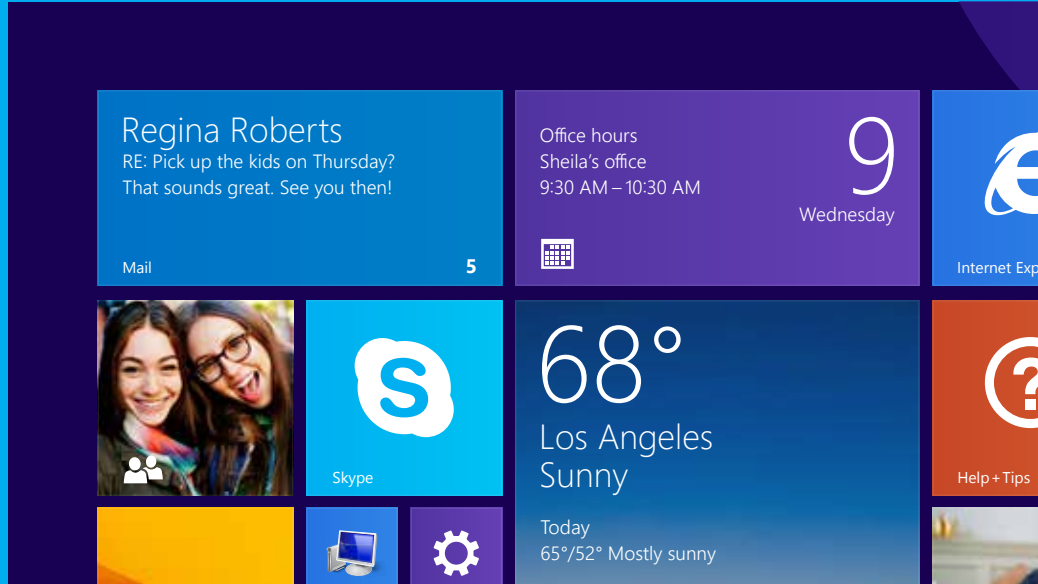 Regina Roberts
RE: Pick up the kids on Thursday?
That sounds great. See you then!
Mail
5
Office hours
Sheila’s office
9:30 AM – 10:30 AM
9
Wednesday
Internet Exp
S
Skype
68°
Los Angeles
Sunny
Today
65°/52° Mostly sunny
?
Help+Tips